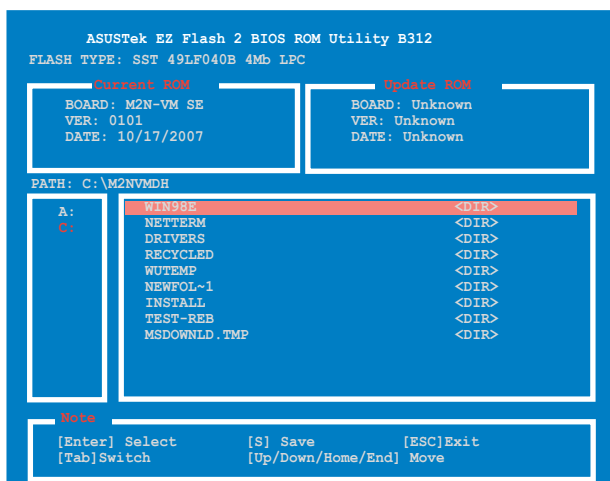 ASUSTek EZ Flash 2 BIOS ROM Utility B312
FLASH TYPE: SST 49LF040B 4Mb LPC
Current ROM
BOARD: M2N-VM SE
VER: 0101
DATE: 10/17/2007
Update ROM
BOARD: Unknown
VER: Unknown
DATE: Unknown
PATH: C:\M2NVMDH
A:
C:
WIN98E <DIR>
NETTERM <DIR>
DRIVERS <DIR>
RECYCLED <DIR>
WUTEMP <DIR>
NEWFOL~1 <DIR>
INSTALL <DIR>
TEST-REB <DIR>
MSDOWNLD.TMP <DIR>
Note
[Enter] Select [S] Save [ESC]Exit
[Tab]Switch [Up/Down/Home/End] Move